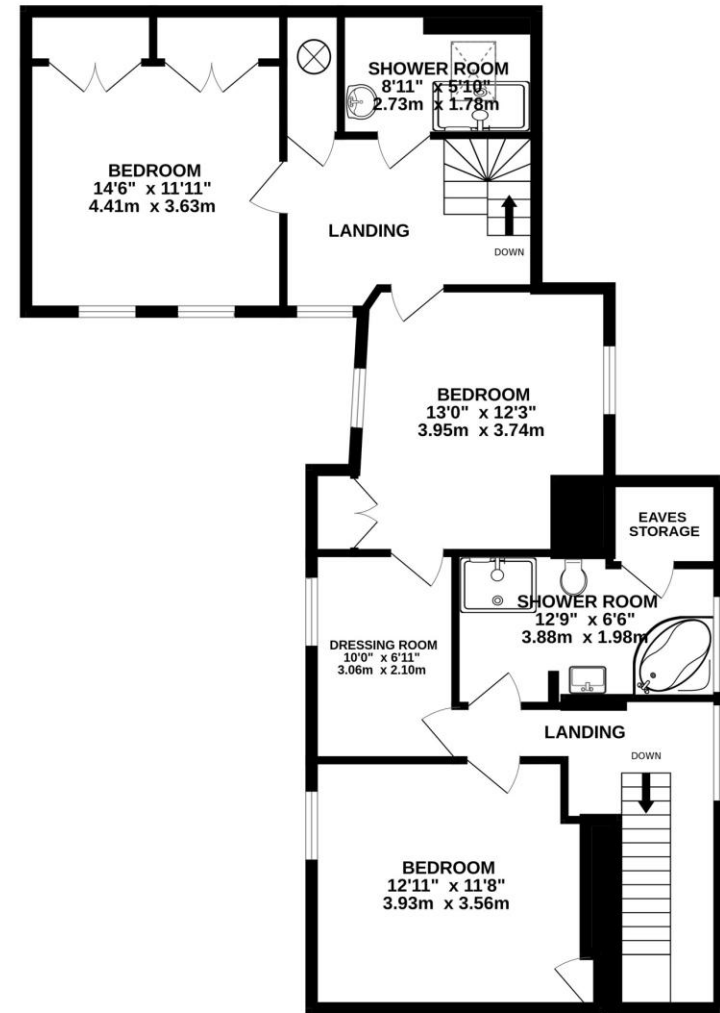 SHOWER ROOM
8'11" x 5'10"
2.73m x 1.78m
BEDROOM
14'6" x 11'11"
4.41m x 3.63m
LANDING
DOWN
BEDROOM
13'0" x 12'3"
3.95m x 3.74m
EAVES
STORAGE
SHOWER ROOM
12'9" x 6'6"
3.88m x 1.98m
DRESSING ROOM
10'0" x 6'11"
3.06m x 2.10m
LANDING
DOWN
BEDROOM
12'11" x 11'8"
3.93m x 3.56m